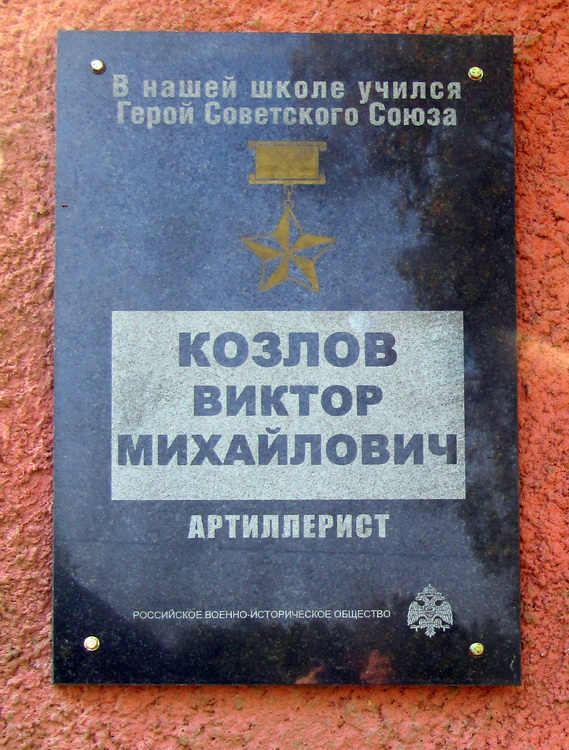 В нашей школе учился
Герой Советского Союза
КОЗЛОВ
ВИКТОР
МИХАЙЛОВИЧ
АРТИЛЛЕРИСТ
РОССИЙСКОЕ ВОЕННО-ИСТОРИЧЕСКОЕ ОБЩЕСТВО